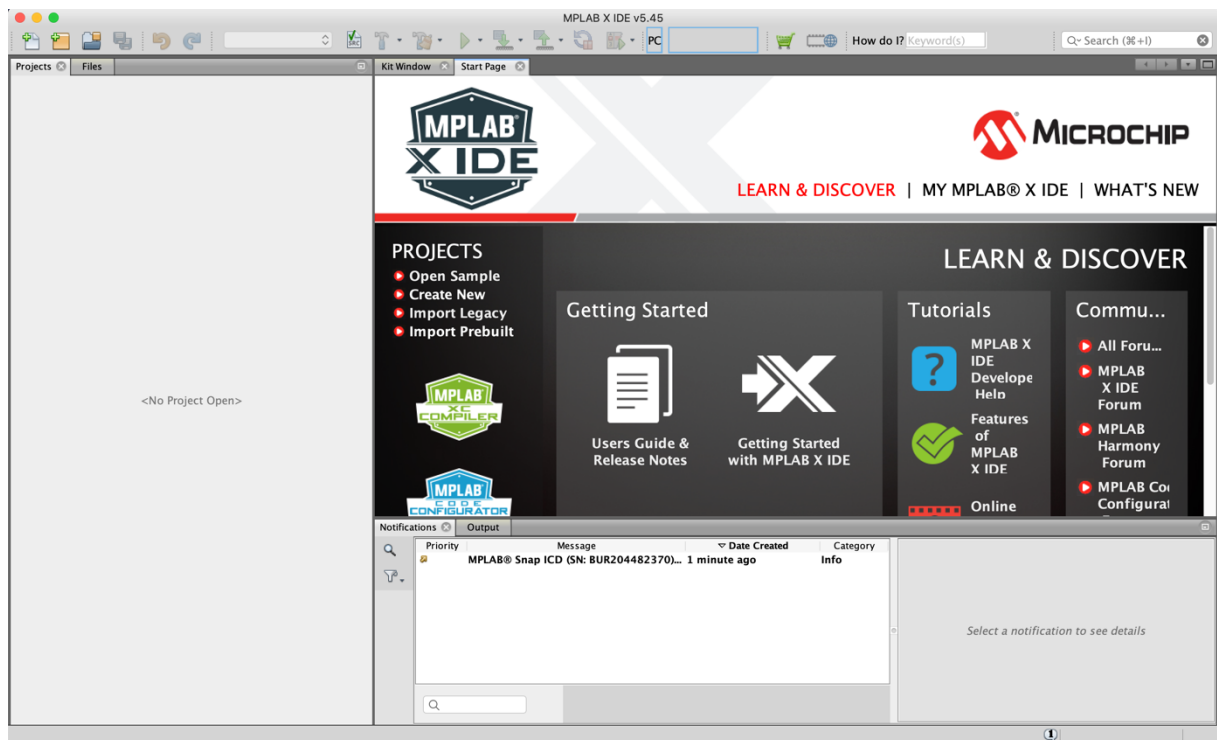 MPLAB X IDE v5.45
PC
How do I? Keyword(s)
Search (⌘+I)
Projects
Files
Kit Window
Start Page
MPLAB
X IDE
MICROCHIP
LEARN & DISCOVER | MY MPLAB® X IDE | WHAT'S NEW
PROJECTS
Open Sample
Create New
Import Legacy
Import Prebuilt
MPLAB
XC
COMPILER
MPLAB
CODE
CONFIGURATOR
LEARN & DISCOVER
Getting Started
Users Guide &
Release Notes
Getting Started
with MPLAB X IDE
Tutorials
MPLAB X
IDE
Develope
Help
Features
of
MPLAB
X IDE
Online
Commu...
All Foru...
MPLAB
X IDE
Forum
MPLAB
Harmony
Forum
MPLAB Co
Configurat
<No Project Open>
Notifications
Output
Priority Message Date Created Category
MPLAB® Snap ICD (SN: BUR204482370)... 1 minute ago Info
Select a notification to see details
1